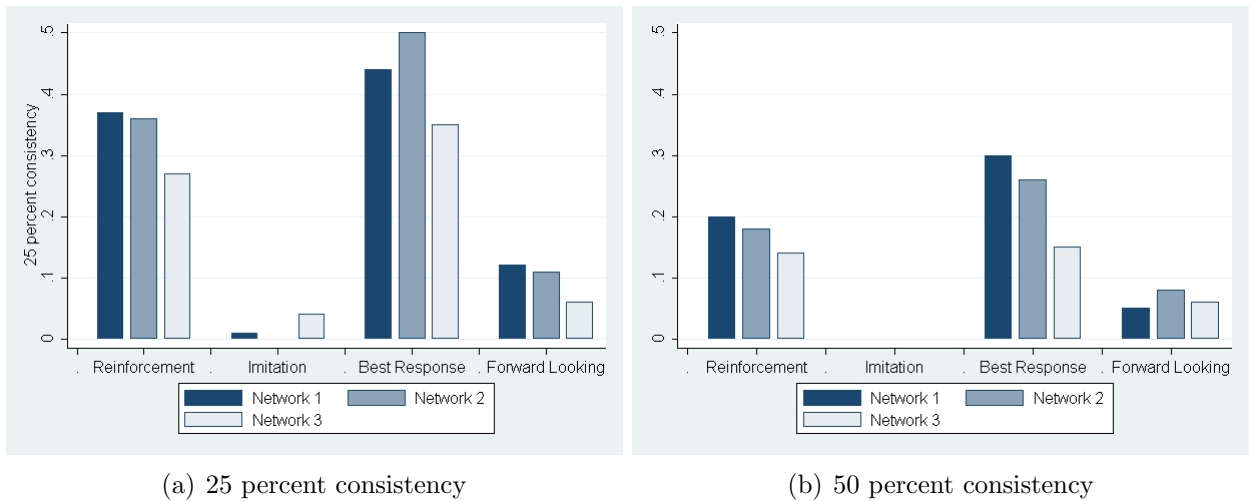 25 percent consistency
.5
.4
.3
.2
.1
0
. Reinforcement . Imitation . Best Response . Forward Looking
Network 1 Network 2
Network 3
(a) 25 percent consistency
.5
.4
.3
.2
.1
0
. Reinforcement . Imitation . Best Response . Forward Looking
Network 1 Network 2
Network 3
(b) 50 percent consistency